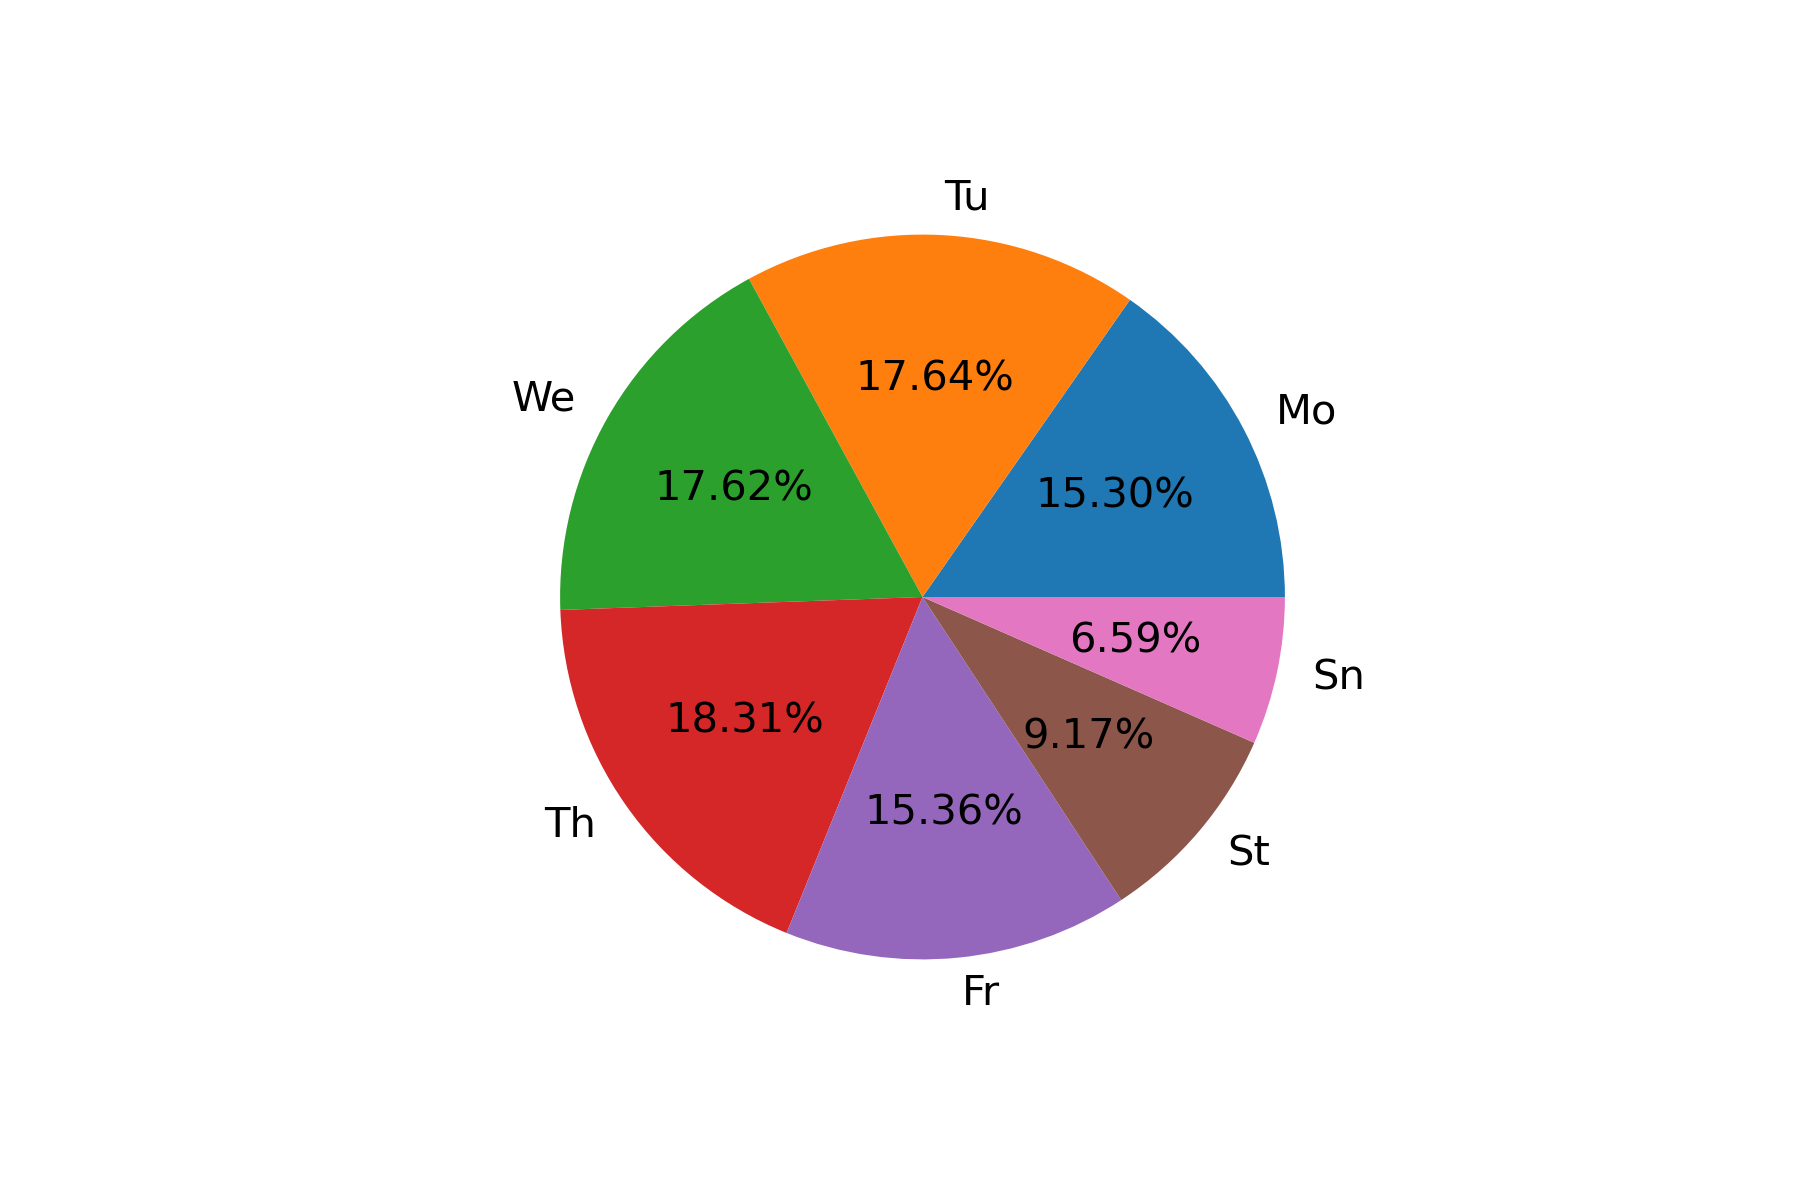 Tu
We
Mo
17.64%
17.62%
15.30%
6.59%
Sn
18.31%
9.17%
15.36%
Th
St
Fr